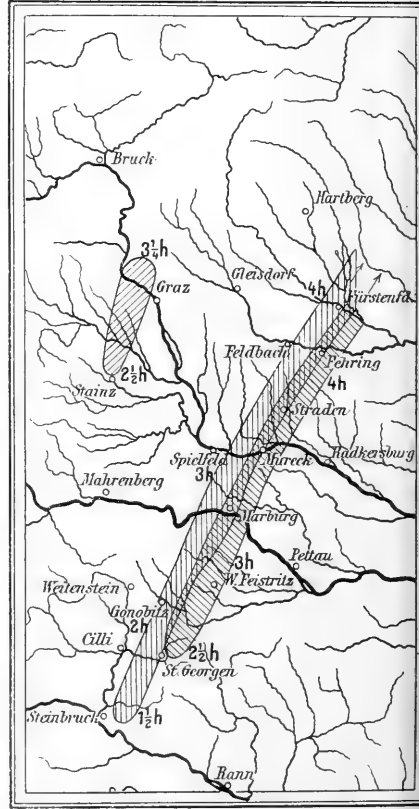 Bruck
Hartberg
3¼h
Gleisdorf
4h
Graz
Fürstenfd.
Feldbach
Fehring
4h
2½h
Stainz
Straden
Spielfeld
Mureck
Radkersburg
3h
Mahrenberg
Marburg
3h
Pettau
Weitenstein
W. Feistritz
Gonobitz
2h
Cilli
2½h
St. Georgen
Steinbruck
1½h
Rann